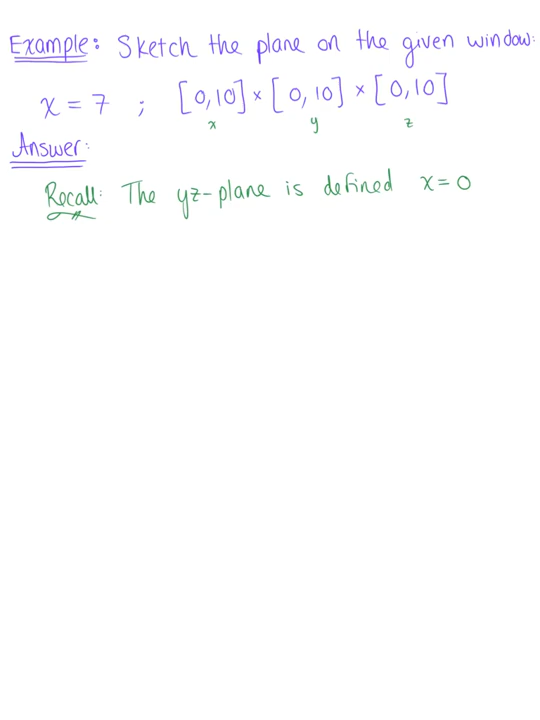 Example: Sketch the plane on the given window:
x = 7 ; [0,10] × [0,10] × [0,10]
x y z
Answer:
Recall: The yz-plane is defined x=0